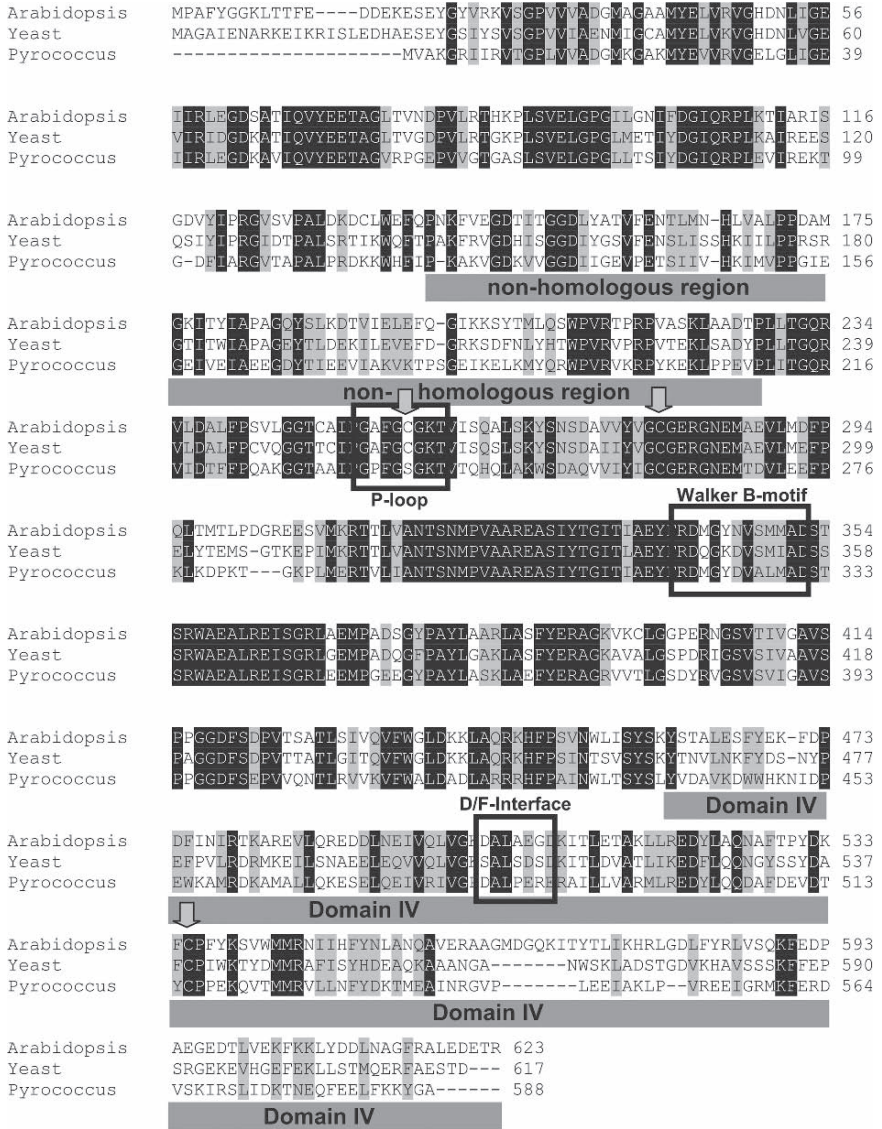 Arabidopsis MPAFYGGKLTTFE----DDEKESEYGYVRKVSGPVVVADGMAGAAMYELVRVGHDNLIGE 56
Yeast MAGAIENARKEIKRISLEDHAESEYGSIYSVSGPVVIAENMIGCAMYELVKVGHDNLVGE 60
Pyrococcus ---------------------MVAKGRIIRVTGPLVVADGMKGAKMYEVVRVGELGLIGE 39
Arabidopsis IIRLEGDSATIQVYEETAGLTVNDPVLRTHKPLSVELGPGILGNIFDGIQRPLKTIARIS 116
Yeast VIRIDGDKATIQVYEETAGLTVGDPVLRTGKPLSVELGPGLMETIYDGIQRPLKAIREES 120
Pyrococcus IIRLEGDKAVIQVYEETAGVRPGEPVVGTGASLSVELGPGLLTSIYDGIQRPLEVIREKT 99
Arabidopsis GDVYIPRGVSVPALDKDCLWEFQPNKFVEGDTITGGDLYATVFENTLMN-HLVALPPDAM 175
Yeast QSIYIPRGIDTPALSRTIKWQFTPAKFRVGDHISGGDIYGSVFENSLISSHKIILPPRSR 180
Pyrococcus G-DFIARGVTAPALPRDKKWHFIP-KAKVGDKVVGGDIIGEVPETSIIV-HKIMVPPGIE 156
non-homologous region
Arabidopsis GKITYIAPAGQYSLKDTVIELEFQ-GIKKSYTMLQSWPVRTPRPVASKLAADTPLLTGQR 234
Yeast GTITWIAPAGEYTLDEKILEVEFD-GRKSDFNLYHTWPVRVPRPVTEKLSADYPLLTGQR 239
Pyrococcus GEIVEIAEEGDYTIEEVIAKVKTPSGEIKELKMYQRWPVRVKRPYKEKLPPEVPLITGQR 216
non- homologous region
Arabidopsis VLDALFPSVLGGTCAIPGAFGCGKTVISQALSKYSNSDAVVYVGCGERGNEMAEVLMDFP 294
Yeast VLDALFPCVQGGTTCIPGAFGCGKTVISQSLSKYSNSDAIIYVGCGERGNEMAEVLMEFP 299
Pyrococcus VIDTFFPQAKGGTAAIPGPFGSGKTVTQHQLAKWSDAQVVIYIGCGERGNEMTDVLEEFP 276
P-loop Walker B-motif
Arabidopsis QLTMTLPDGREESVMKRTTLVANTSNMPVAAREASIYTGITIAEYFRDMGYNVSMMADST 354
Yeast ELYTEMS-GTKEPIMKRTTLVANTSNMPVAAREASIYTGITLAEYFRDQGKDVSMIADSS 358
Pyrococcus KLKDPKT---GKPLMERTVLIANTSNMPVAAREASIYTGITIAEYFRDMGYDVALMADST 333
Arabidopsis SRWAEALREISGRLAEMPADSGYPAYLAARLASFYERAGKVKCLGGPERNGSVTIVGAVS 414
Yeast SRWAEALREISGRLGEMPADQGFPAYLGAKLASFYERAGKAVALGSPDRIGSVSIVAAVS 418
Pyrococcus SRWAEALREISGRLEEMPGEEGYPAYLASKLAEFYERAGRVVTLGSDYRVGSVSVIGAVS 393
Arabidopsis PPGGDFSDPVTSATLSIVQVFWGLDKKLAQRKHFPSVNWLISYSKYSTALESFYEK-FDP 473
Yeast PAGGDFSDPVTTATLGITQVFWGLDKKLAQRKHFPSINTSVSYSKYTNVLNKFYDS-NYP 477
Pyrococcus PPGGDFSEPVVQNTLRVVKVFWALDADLARRRHFPAINWLTSYSLYVDAVKDWWHKNIDP 453
D/F-Interface Domain IV
Arabidopsis DFINIRTKAREVLQREDDLNEIVQLVGKDALAEGDKITLETAKLLREDYLAQNAFTPYDK 533
Yeast EFPVLRDRMKEILSNAEELEQVVQLVGKSALSDSDKITLDVATLIKEDFLQQNGYSSYDA 537
Pyrococcus EWKAMRDKAMALLQKESELQEIVRIVGPDALPERERAILLVARMLREDYLQQDAFDEVDT 513
Domain IV
Arabidopsis FCPFYKSVWMMRNIIHFYNLANQAVERAAGMDGQKITYTLIKHRLGDLFYRLVSQKFEDP 593
Yeast FCPIWKTYDMMRAFISYHDEAQKAAANGA-------NWSKLADSTGDVKHAVSSSKFFEP 590
Pyrococcus YCPPEKQVTMMRVLLNFYDKTMEAINRGVP-------LEEIAKLP--VREEIGRMKFERD 564
Domain IV
Arabidopsis AEGEDTLVEKFKKLYDDLNAGFRALEDETR 623
Yeast SRGEKEVHGEFEKLLSTMQERFAESTD--- 617
Pyrococcus VSKIRSLIDKTNEQFEELFKKYGA------ 588
Domain IV